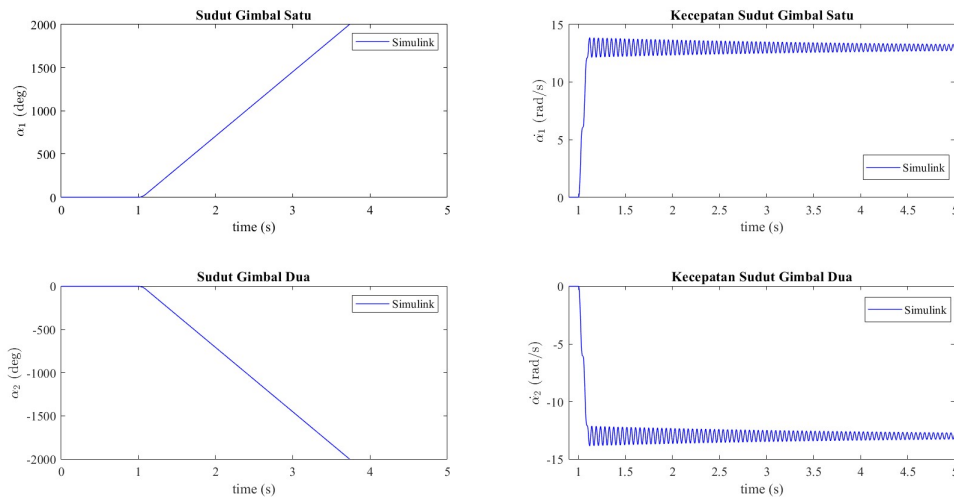 Sudut Gimbal Satu
2000
1500
1000
500
0
α₁ (deg)
Simulink
0 1 2 3 4 5
time (s)
Kecepatan Sudut Gimbal Satu
15
10
5
0
α̇₁ (rad/s)
Simulink
1 1.5 2 2.5 3 3.5 4 4.5 5
time (s)
Sudut Gimbal Dua
0
-500
-1000
-1500
-2000
α₂ (deg)
Simulink
0 1 2 3 4 5
time (s)
Kecepatan Sudut Gimbal Dua
0
-5
-10
-15
α̇₂ (rad/s)
Simulink
1 1.5 2 2.5 3 3.5 4 4.5 5
time (s)